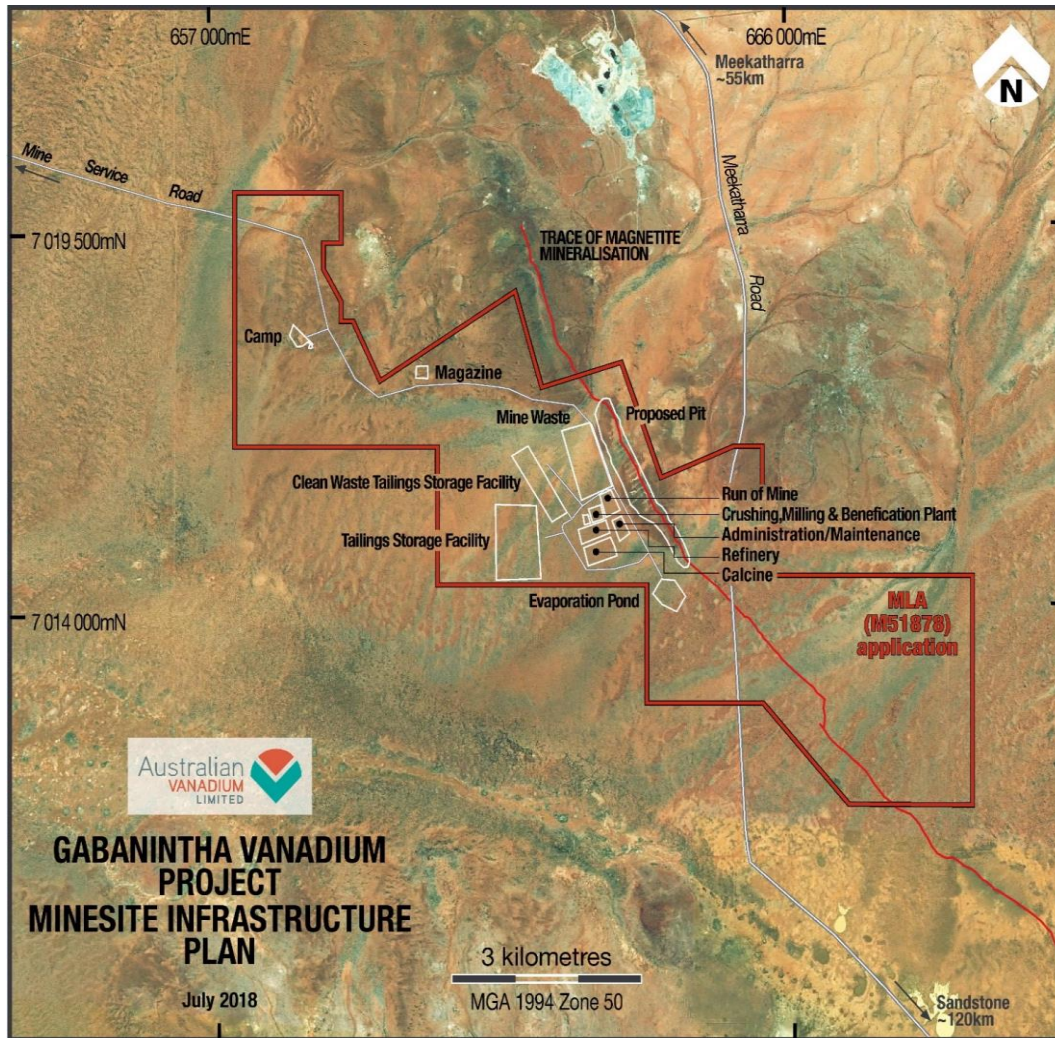 657 000mE
666 000mE
Meekatharra
~55km
N
Mine Service Road
Meekatharra Road
7 019 500mN
TRACE OF MAGNETITE
MINERALISATION
Camp
Magazine
Mine Waste
Proposed Pit
Clean Waste Tailings Storage Facility
Run of Mine
Crushing,Milling & Benefication Plant
Administration/Maintenance
Tailings Storage Facility
Refinery
Calcine
Evaporation Pond
MLA
(M51878)
application
7 014 000mN
Australian
VANADIUM
LIMITED
GABANINTHA VANADIUM
PROJECT
MINESITE INFRASTRUCTURE
PLAN
July 2018
3 kilometres
MGA 1994 Zone 50
Sandstone
~120km